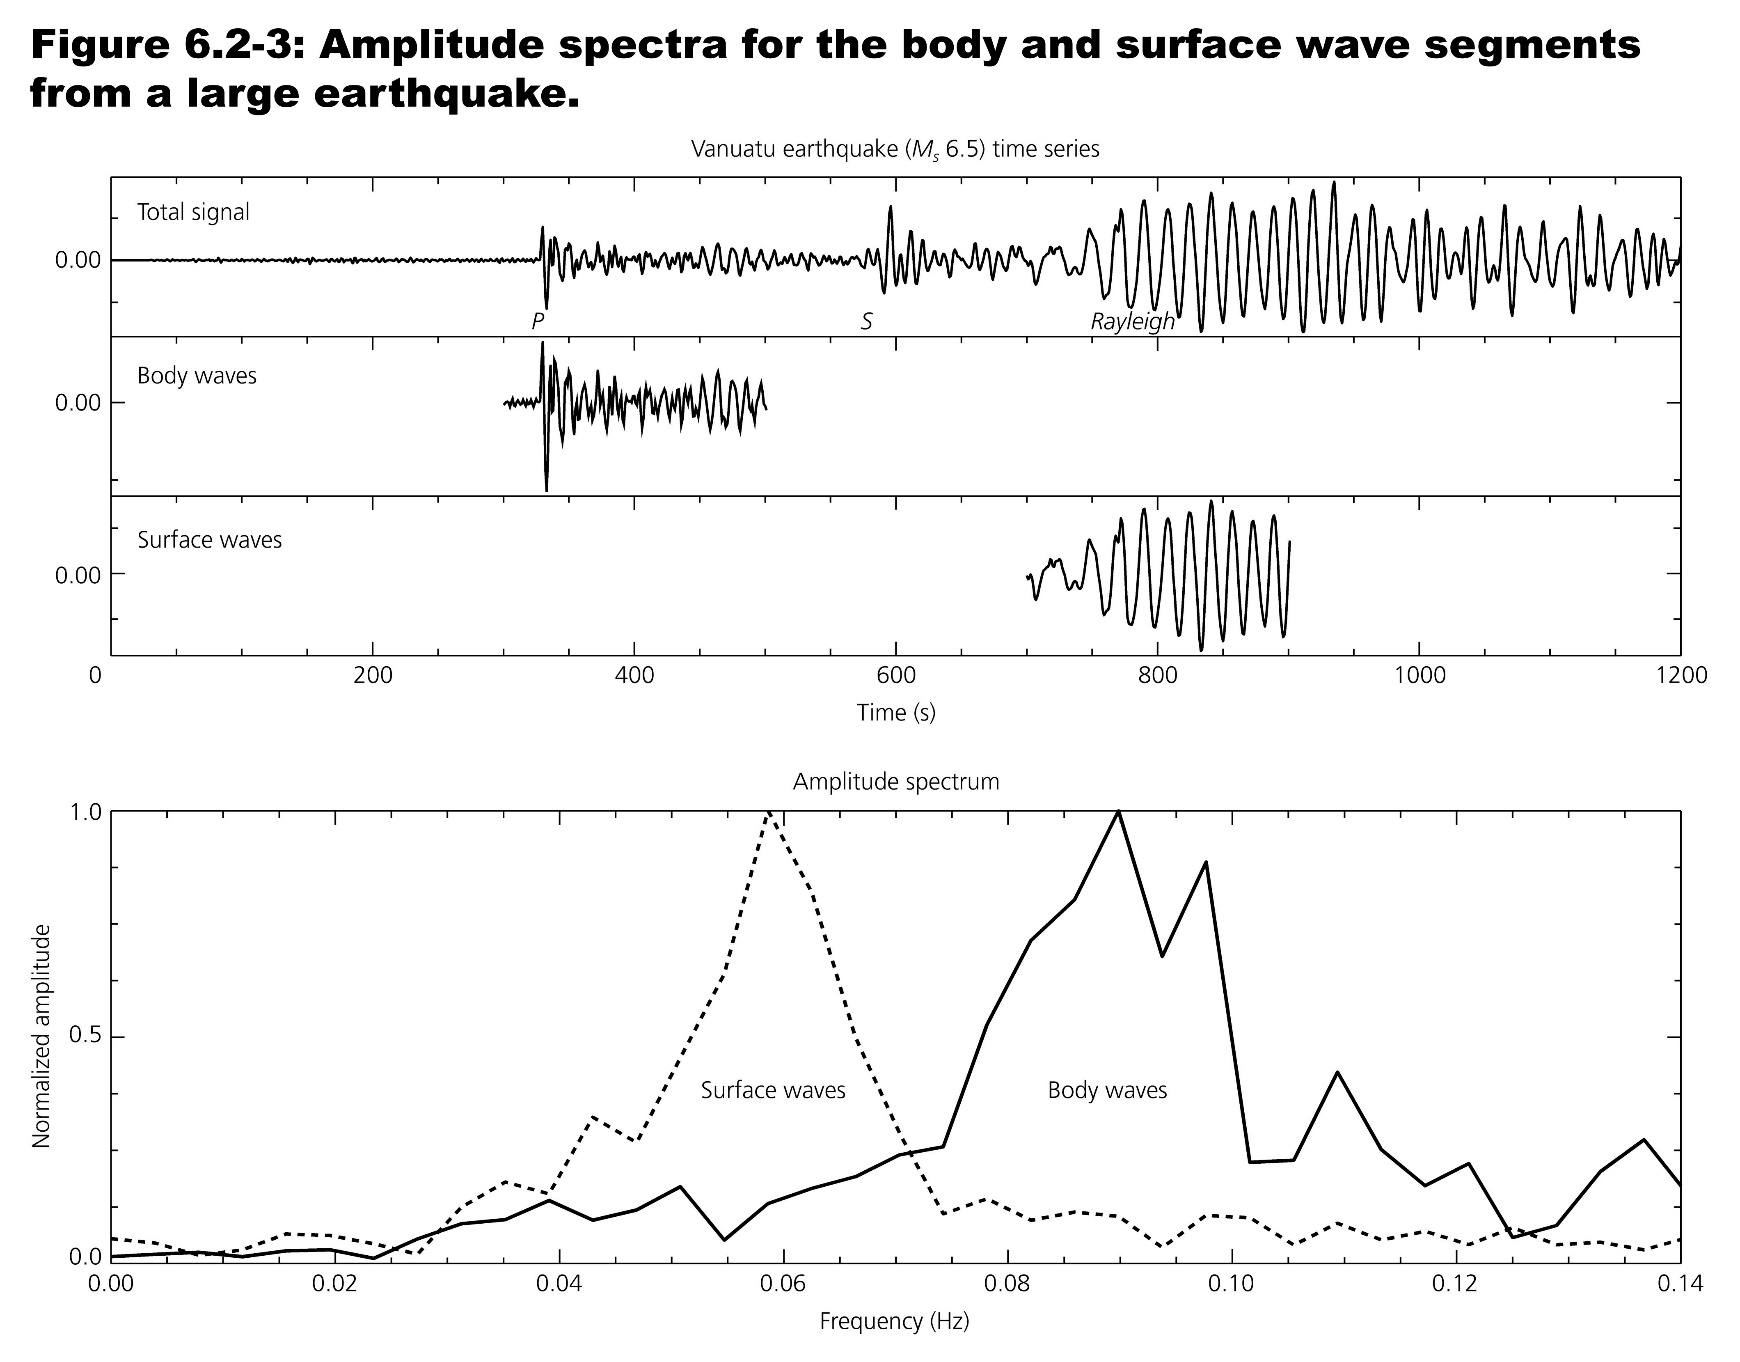 Figure 6.2-3: Amplitude spectra for the body and surface wave segments
from a large earthquake.
Vanuatu earthquake (Ms 6.5) time series
Total signal
0.00
P
S
Rayleigh
Body waves
0.00
Surface waves
0.00
0
200
400
600
800
1000
1200
Time (s)
Amplitude spectrum
1.0
Normalized amplitude
0.5
Surface waves
Body waves
0.0
0.00
0.02
0.04
0.06
0.08
0.10
0.12
0.14
Frequency (Hz)